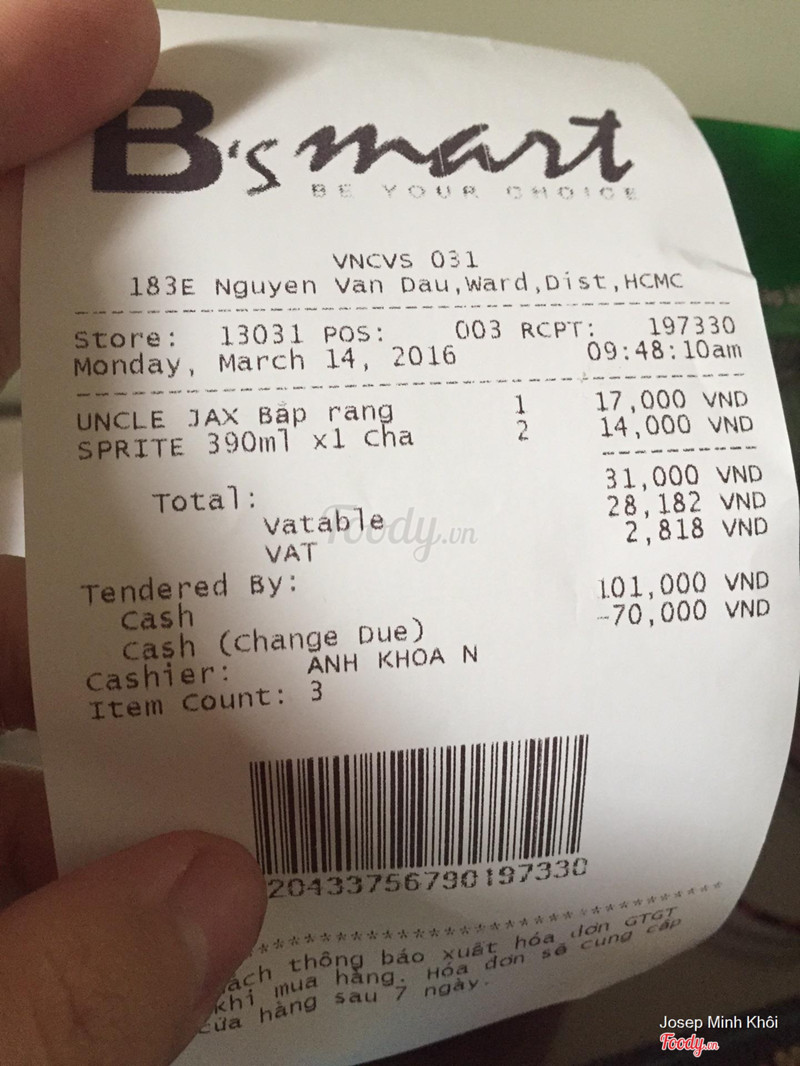 B's mart
BE YOUR CHOICE
VNCVS 031
183E Nguyen Van Dau,Ward,Dist,HCMC
Store: 13031 POS: 003 RCPT: 197330
Monday, March 14, 2016 09:48:10am
UNCLE JAX Bắp rang 1 17,000 VND
SPRITE 390ml x1 cha 2 14,000 VND
Total: 31,000 VND
Vatable 28,182 VND
VAT 2,818 VND
Tendered By:
Cash 101,000 VND
Cash (Change Due) -70,000 VND
Cashier: ANH KHOA N
Item Count: 3
Foody.vn
20433756790197330
************************************
ách thông báo xuất hóa đơn GTGT
khi mua hàng. Hóa đơn sẽ cung cấp
cửa hàng sau 7 ngày.
Josep Minh Khôi
Foody.vn